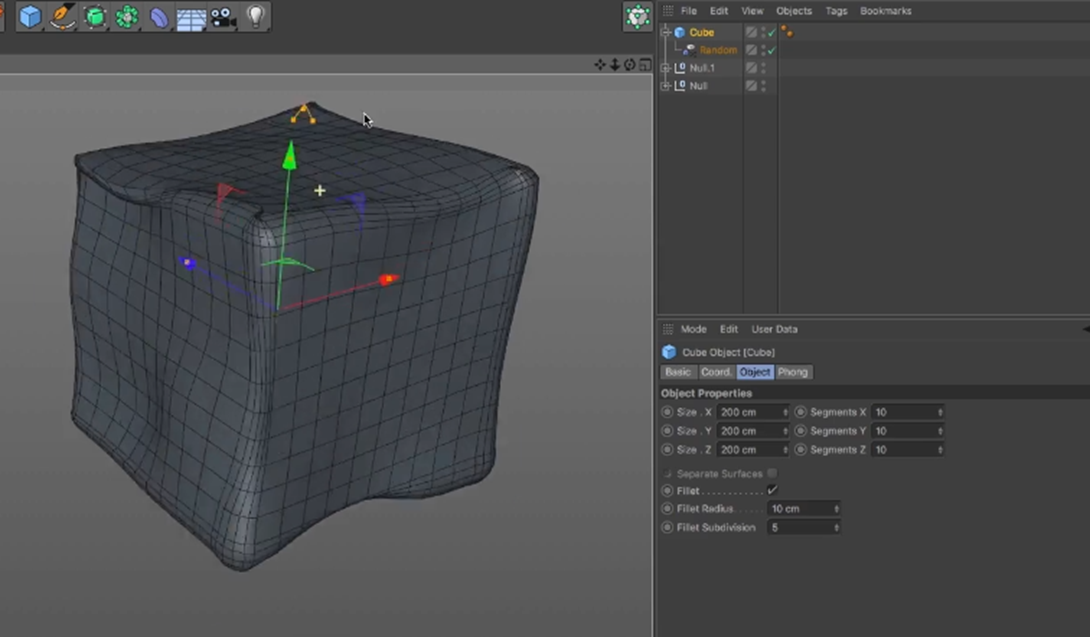 File Edit View Objects Tags Bookmarks
Cube
Random
Null.1
Null
Mode Edit User Data
Cube Object [Cube]
Basic Coord. Object Phong
Object Properties
Size . X 200 cm Segments X 10
Size . Y 200 cm Segments Y 10
Size . Z 200 cm Segments Z 10
Separate Surfaces
Fillet . . . . . . . . . . . .
Fillet Radius . . . . . 10 cm
Fillet Subdivision 5